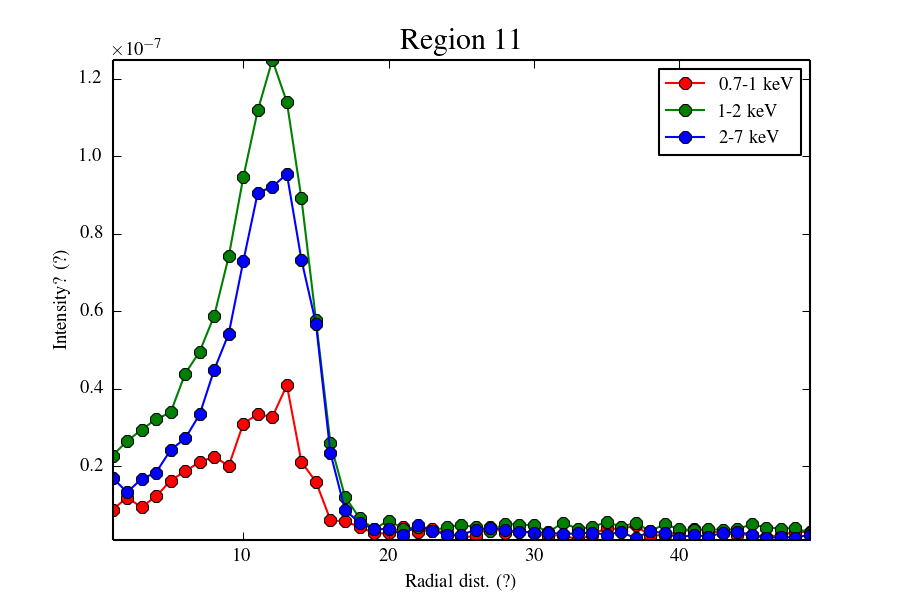 Region 11
×10⁻⁷
1.2
1.0
0.8
0.6
0.4
0.2
Intensity? (?)
0.7-1 keV
1-2 keV
2-7 keV
10
20
30
40
Radial dist. (?)